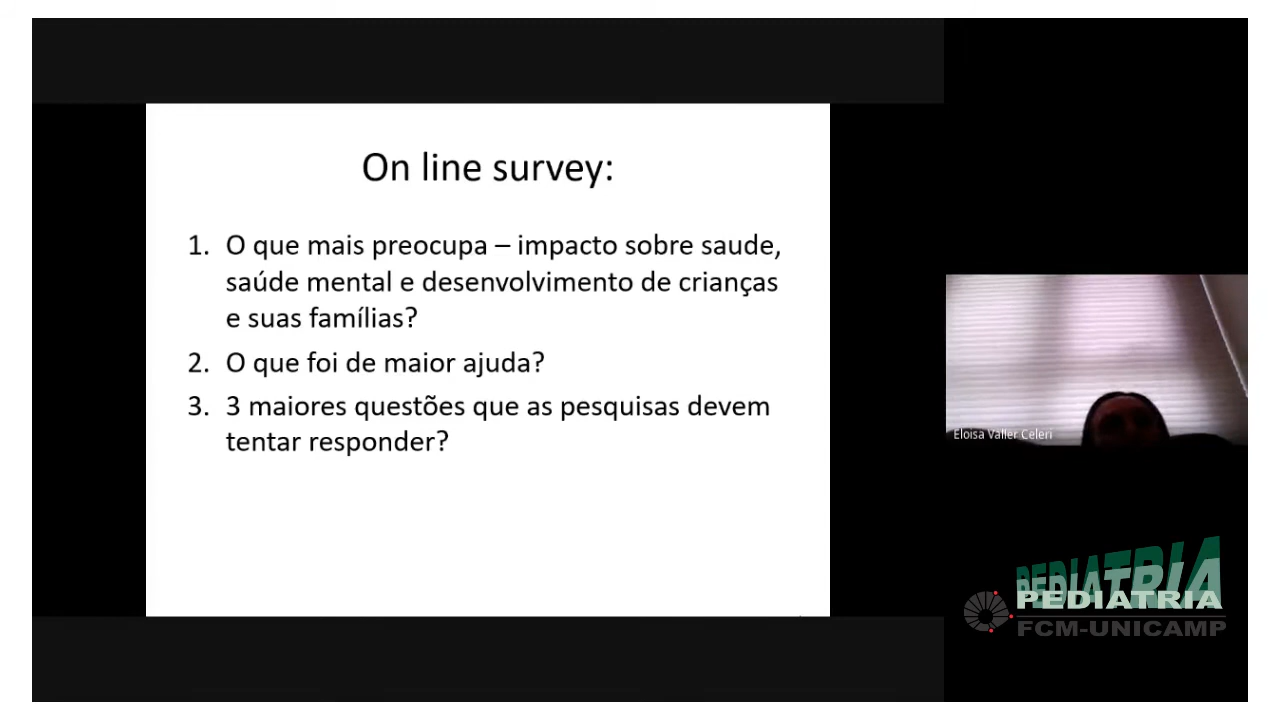 On line survey:
1. O que mais preocupa – impacto sobre saude,
saúde mental e desenvolvimento de crianças
e suas famílias?
2. O que foi de maior ajuda?
3. 3 maiores questões que as pesquisas devem
tentar responder?
Eloisa Valler Celeri
PEDIATRIA
PEDIATRIA
FCM-UNICAMP